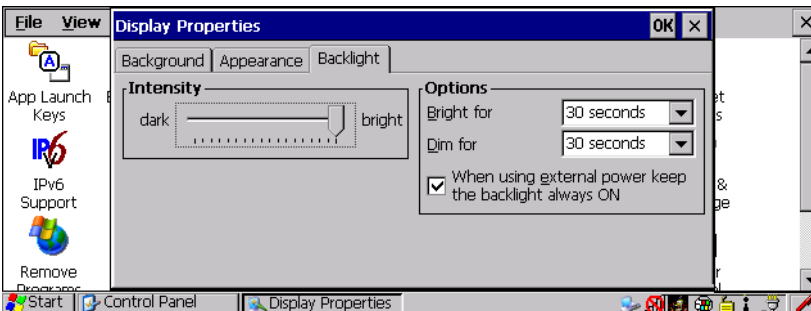 File View
Display Properties
OK
Background Appearance Backlight
Intensity
dark bright
Options
Bright for 30 seconds
Dim for 30 seconds
When using external power keep
the backlight always ON
App Launch
Keys
IPv6
IPv6
Support
Remove
Programs
&
Start Control Panel Display Properties